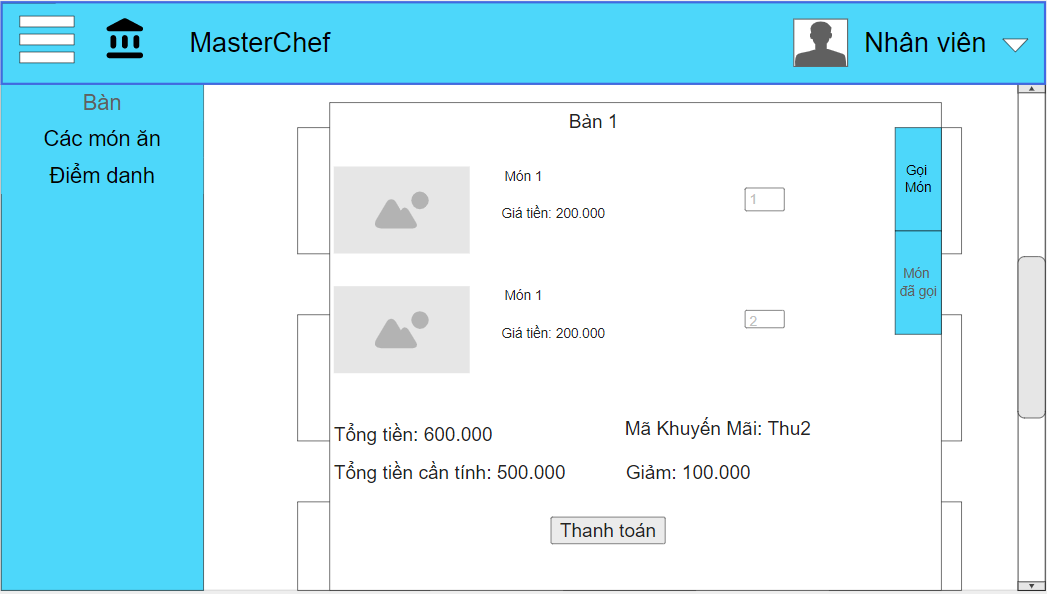 MasterChef
Nhân viên
Bàn
Các món ăn
Điểm danh
Bàn 1
Gọi
Món
Món
đã gọi
Món 1
Giá tiền: 200.000
1
Món 1
Giá tiền: 200.000
2
Tổng tiền: 600.000
Mã Khuyến Mãi: Thu2
Tổng tiền cần tính: 500.000
Giảm: 100.000
Thanh toán